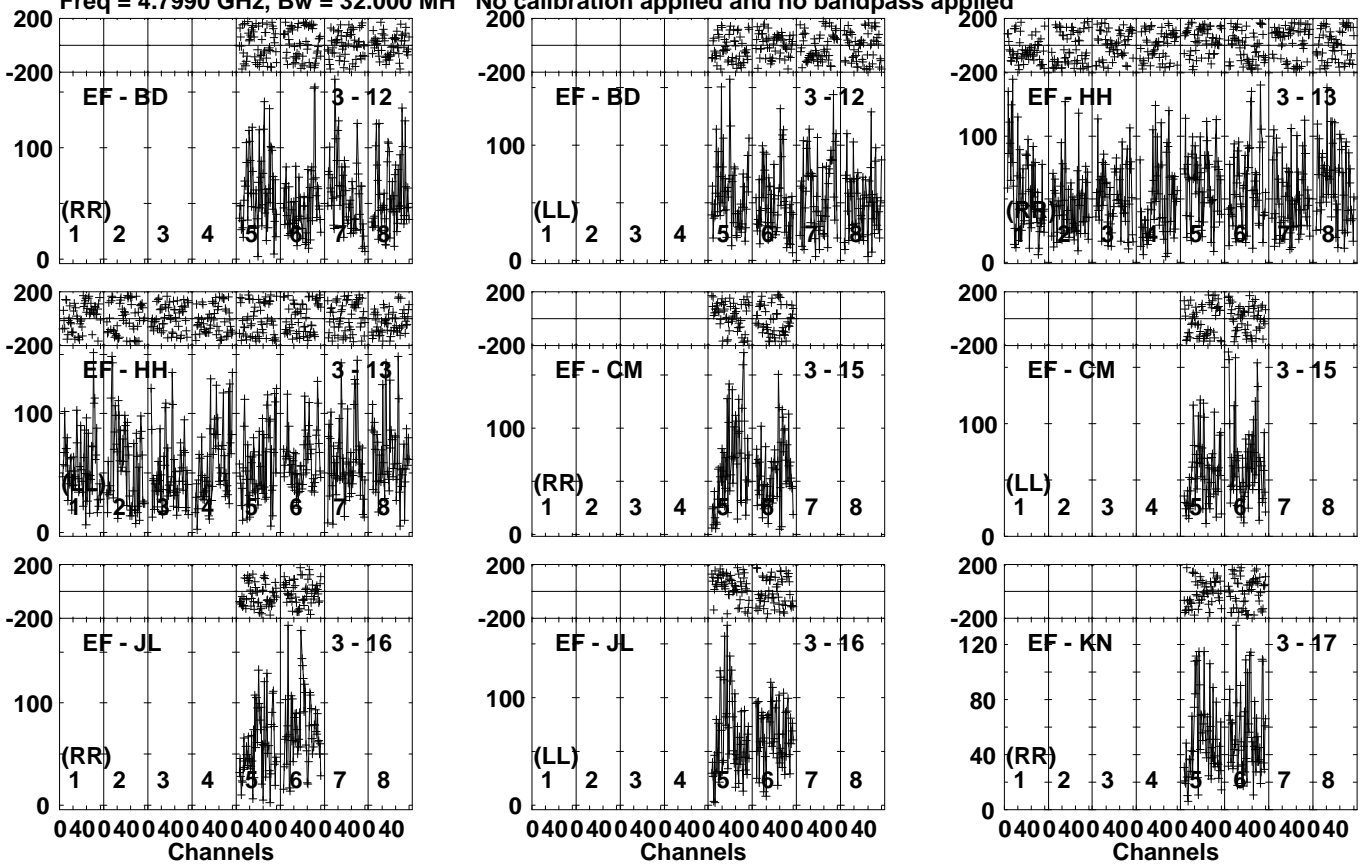 Freq = 4.7990 GHz, Bw = 32.000 MH No calibration applied and no bandpass applied
200
-200
EF - BD 3 - 12
100
(RR)
1 2 3 4 5 6 7 8
0
200
-200
EF - BD 3 - 12
100
(LL)
1 2 3 4 5 6 7 8
0
200
-200
EF - HH 3 - 13
100
(RR)
1 2 3 4 5 6 7 8
0
200
-200
EF - HH 3 - 13
100
(LL)
1 2 3 4 5 6 7 8
0
200
-200
EF - CM 3 - 15
100
(RR)
1 2 3 4 5 6 7 8
0
200
-200
EF - CM 3 - 15
100
(LL)
1 2 3 4 5 6 7 8
0
200
-200
EF - JL 3 - 16
100
(RR)
1 2 3 4 5 6 7 8
0
0 40 0 40 0 40 0 40 0 40 0 40 0 40 0 40
Channels
200
-200
EF - JL 3 - 16
100
(LL)
1 2 3 4 5 6 7 8
0
0 40 0 40 0 40 0 40 0 40 0 40 0 40 0 40
Channels
200
-200
120
EF - KN 3 - 17
80
40
(RR)
1 2 3 4 5 6 7 8
0
0 40 0 40 0 40 0 40 0 40 0 40 0 40 0 40
Channels